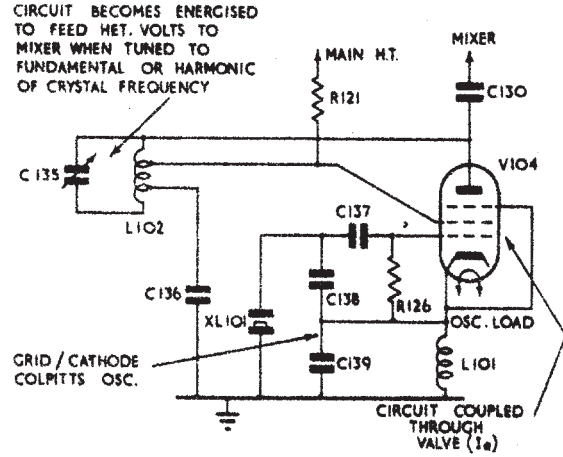 CIRCUIT BECOMES ENERGISED
TO FEED HET. VOLTS TO
MIXER WHEN TUNED TO
FUNDAMENTAL OR HARMONIC
OF CRYSTAL FREQUENCY
MAIN H.T.
MIXER
R121
C130
V104
C135
L102
C137
C136
C138
R126
XL101
OSC. LOAD
C139
L101
GRID/CATHODE
COLPITTS OSC.
CIRCUIT COUPLED
THROUGH
VALVE (Ia)